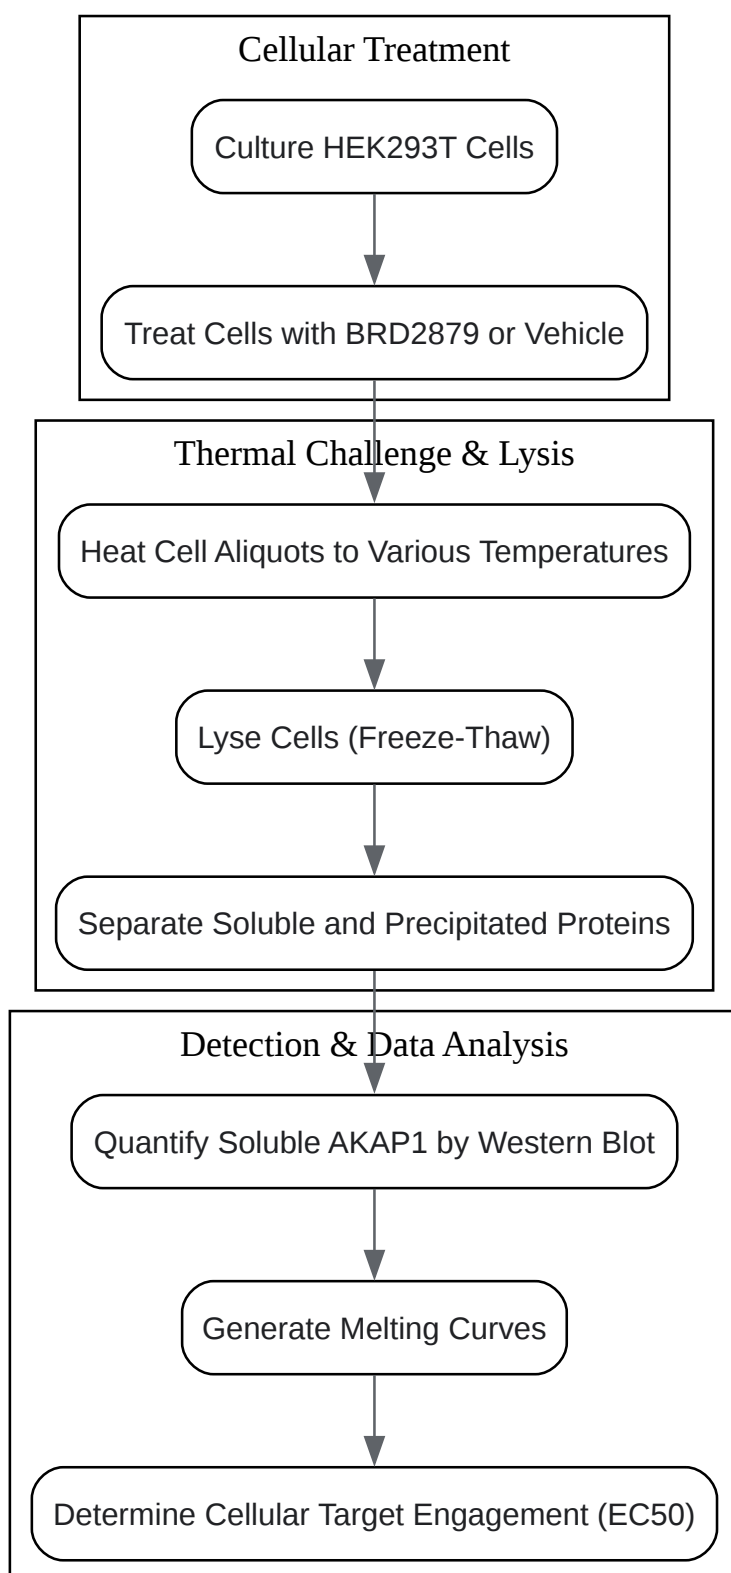 Cellular Treatment
Culture HEK293T Cells
Treat Cells with BRD2879 or Vehicle
Thermal Challenge & Lysis
Heat Cell Aliquots to Various Temperatures
Lyse Cells (Freeze-Thaw)
Separate Soluble and Precipitated Proteins
Detection & Data Analysis
Quantify Soluble AKAP1 by Western Blot
Generate Melting Curves
Determine Cellular Target Engagement (EC50)